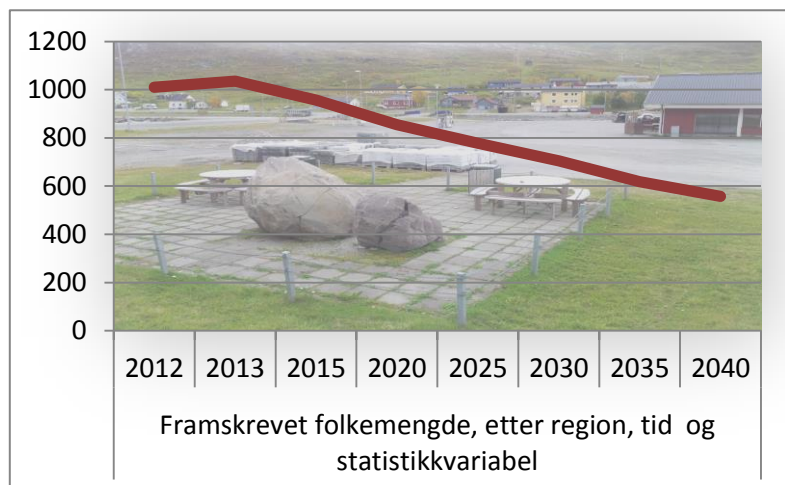 1200
1000
800
600
400
200
0
2012 2013 2015 2020 2025 2030 2035 2040
Framskrevet folkemengde, etter region, tid og
statistikkvariabel